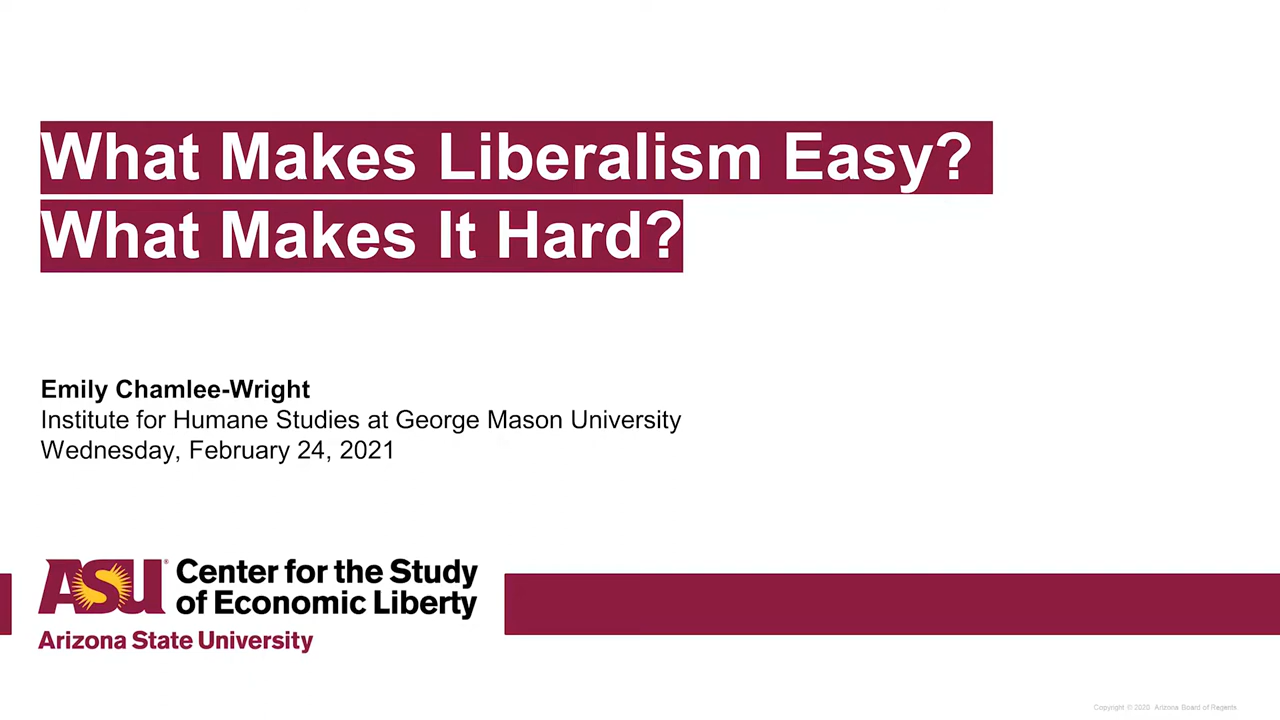 What Makes Liberalism Easy?
What Makes It Hard?
Emily Chamlee-Wright
Institute for Humane Studies at George Mason University
Wednesday, February 24, 2021
ASU® Center for the Study
of Economic Liberty
Arizona State University
Copyright © 2020 Arizona Board of Regents